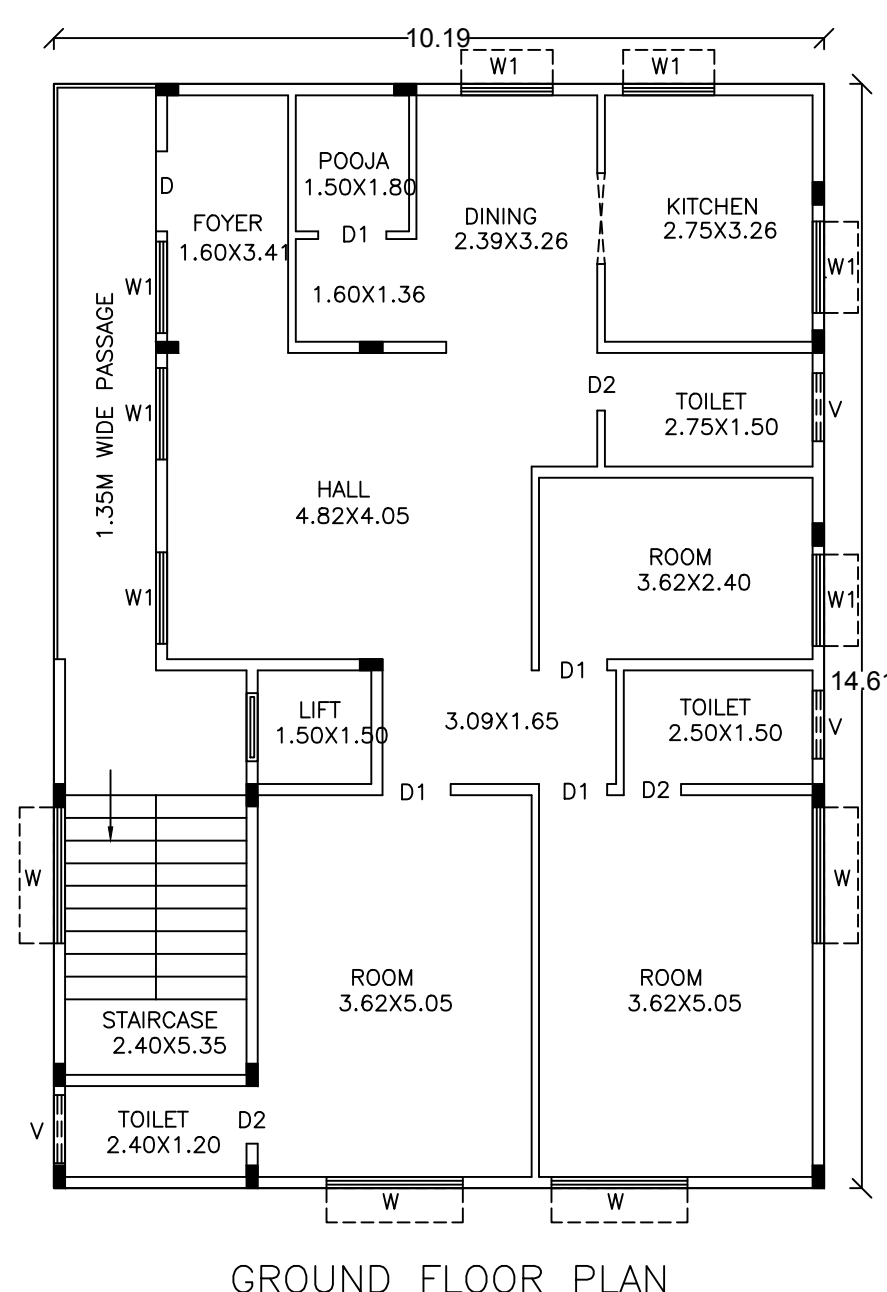 10.19
W1
W1
POOJA
1.50X1.80
D
FOYER
1.60X3.41
D1
DINING
2.39X3.26
KITCHEN
2.75X3.26
W1
W1
1.60X1.36
1.35M WIDE PASSAGE
D2
TOILET
2.75X1.50
V
W1
HALL
4.82X4.05
ROOM
3.62X2.40
W1
W1
D1
14.61
LIFT
1.50X1.50
3.09X1.65
TOILET
2.50X1.50
V
D1
D1
D2
W
W
ROOM
3.62X5.05
ROOM
3.62X5.05
STAIRCASE
2.40X5.35
TOILET
2.40X1.20
D2
V
W
W
GROUND FLOOR PLAN